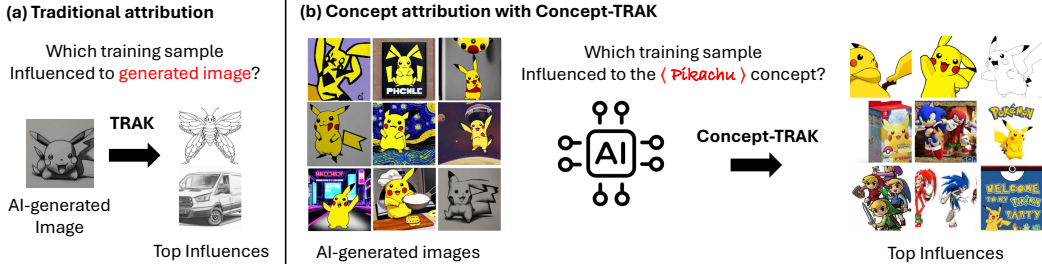 (a) Traditional attribution
Which training sample
Influenced to generated image?
TRAK
AI-generated
Image
Top Influences
(b) Concept attribution with Concept-TRAK
PHCKLE
Which training sample
Influenced to the ⟨ Pikachu ⟩ concept?
AI
Concept-TRAK
AI-generated images
POKéMON
WELCOME
TO MY POKéMON
PARTY
Top Influences